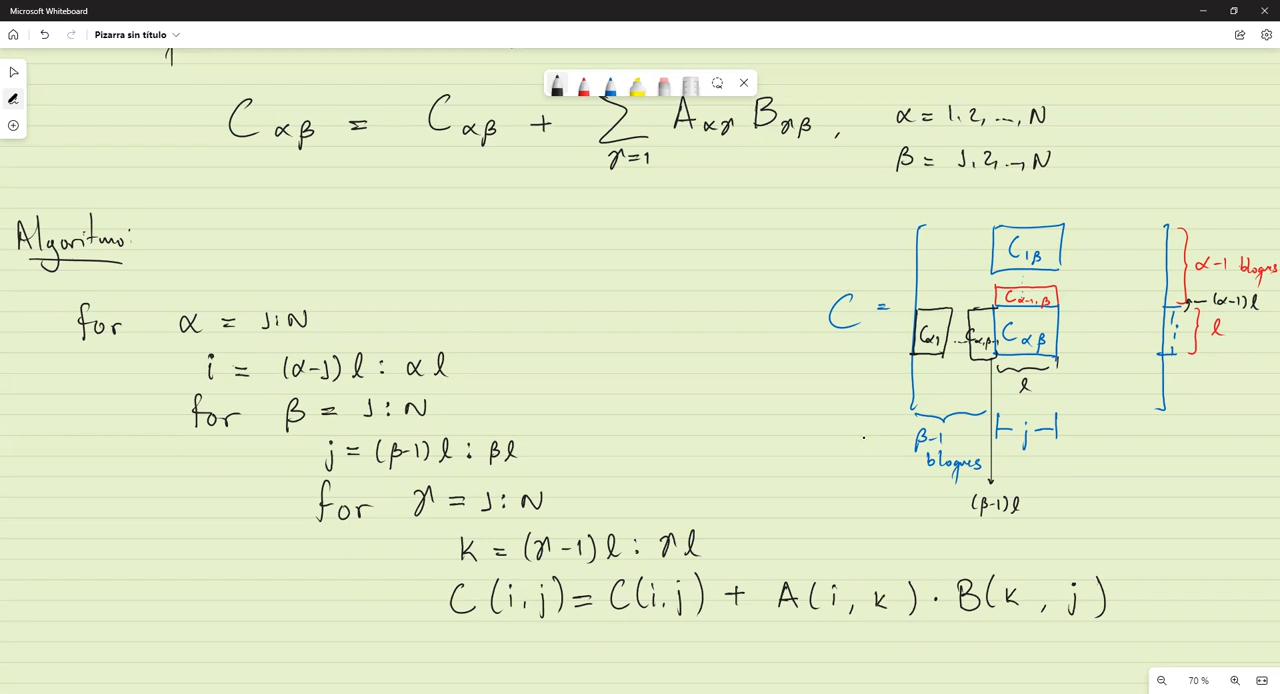 Microsoft Whiteboard
Pizarra sin título
C αβ = C αβ + Σ γ=1 A αγ B γβ , α = 1,2,...,N
β = 1,2,...,N
Algoritmo:
for α = 1:N
i = (α-1) l : α l
for β = 1:N
j = (β-1) l : β l
for γ = 1:N
k = (γ-1) l : γ l
C (i,j) = C(i,j) + A(i, k) · B(k, j)
C =
C 1β
C α-1,β
C α1 ... C α,β-1 C αβ
α-1 bloques
(α-1) l
i
l
l
β-1
bloques
j
(β-1) l
70 %